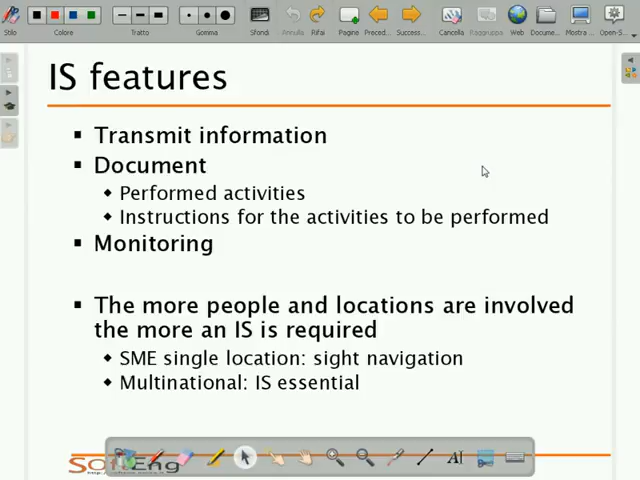 Stilo
Colore
Tratto
Gomma
Sfondi
Annulla
Rifai
Pagine
Preced...
Success...
Cancella
Raggruppa
Web
Docume...
Mostra ...
Open-S...
IS features
Transmit information
Document
Performed activities
Instructions for the activities to be performed
Monitoring
The more people and locations are involved
the more an IS is required
SME single location: sight navigation
Multinational: IS essential
SoftEng